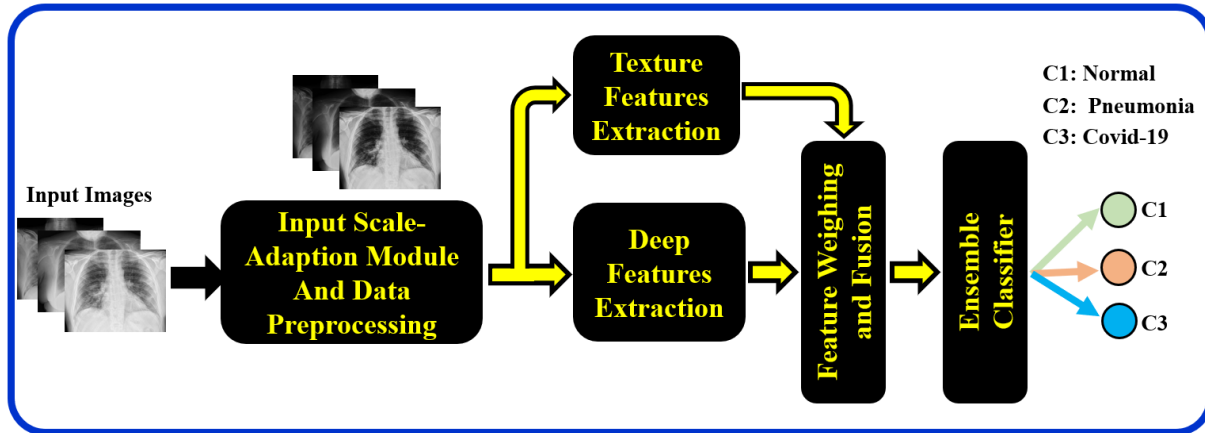 Input Images
Input Scale-
Adaption Module
And Data
Preprocessing
Texture
Features
Extraction
Deep
Features
Extraction
Feature Weighing
and Fusion
Ensemble
Classifier
C1: Normal
C2: Pneumonia
C3: Covid-19
C1
C2
C3